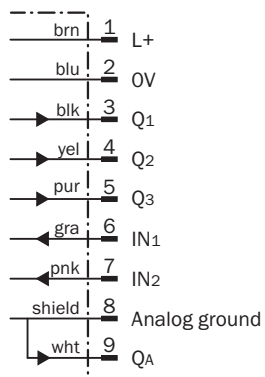 brn 1 L+
blu 2 0V
blk 3 Q1
yel 4 Q2
pur 5 Q3
gra 6 IN1
pnk 7 IN2
shield 8 Analog ground
wht 9 QA